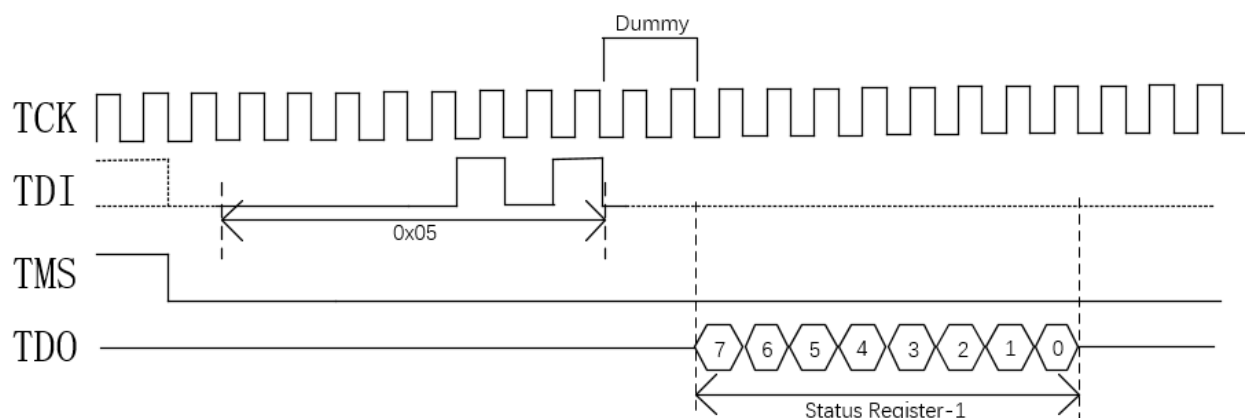 Dummy
TCK
TDI
0x05
TMS
TDO
7 6 5 4 3 2 1 0
Status Register-1